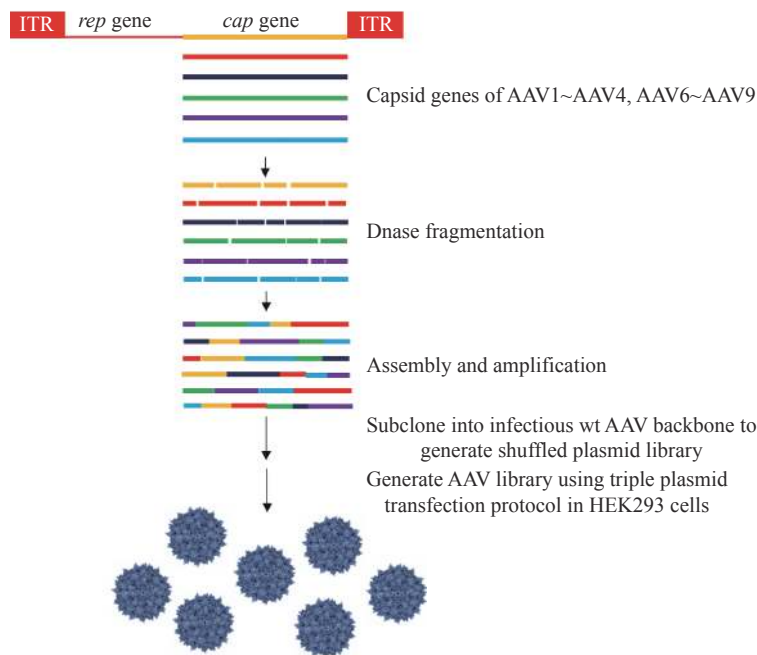 ITR rep gene cap gene ITR
Capsid genes of AAV1~AAV4, AAV6~AAV9
Dnase fragmentation
Assembly and amplification
Subclone into infectious wt AAV backbone to
generate shuffled plasmid library
Generate AAV library using triple plasmid
transfection protocol in HEK293 cells